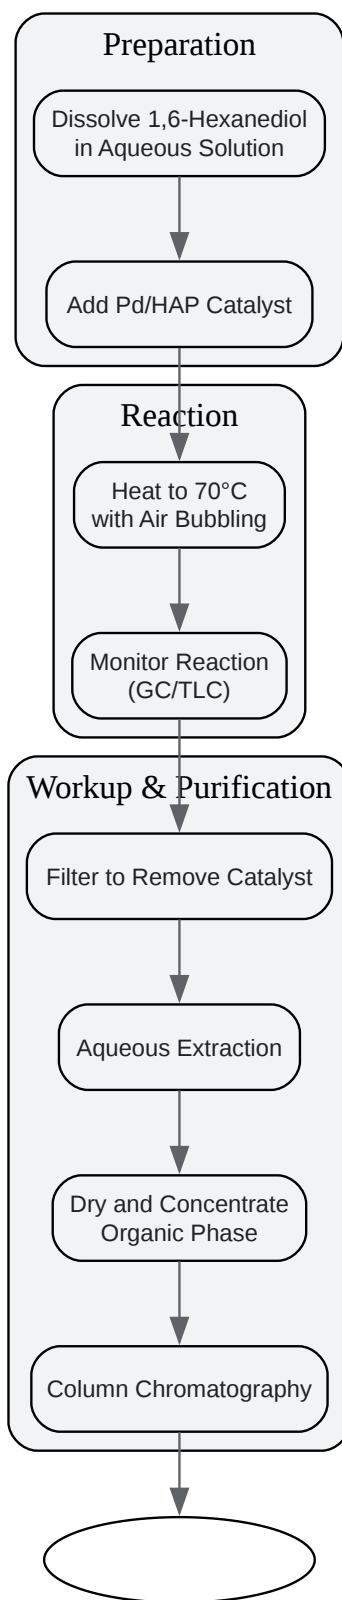 Preparation
Dissolve 1,6-Hexanediol
in Aqueous Solution
Add Pd/HAP Catalyst
Reaction
Heat to 70°C
with Air Bubbling
Monitor Reaction
(GC/TLC)
Workup & Purification
Filter to Remove Catalyst
Aqueous Extraction
Dry and Concentrate
Organic Phase
Column Chromatography